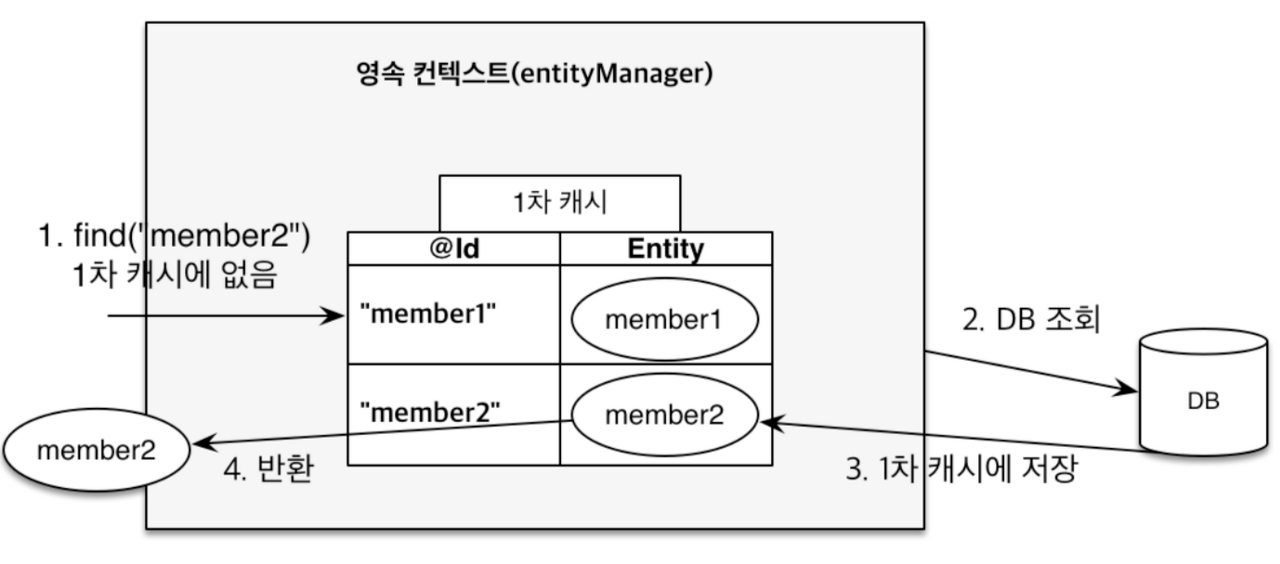 영속 컨텍스트(entityManager)
1차 캐시
1. find("member2")
1차 캐시에 없음
@Id Entity
"member1" member1
2. DB 조회
DB
"member2" member2
member2
4. 반환
3. 1차 캐시에 저장